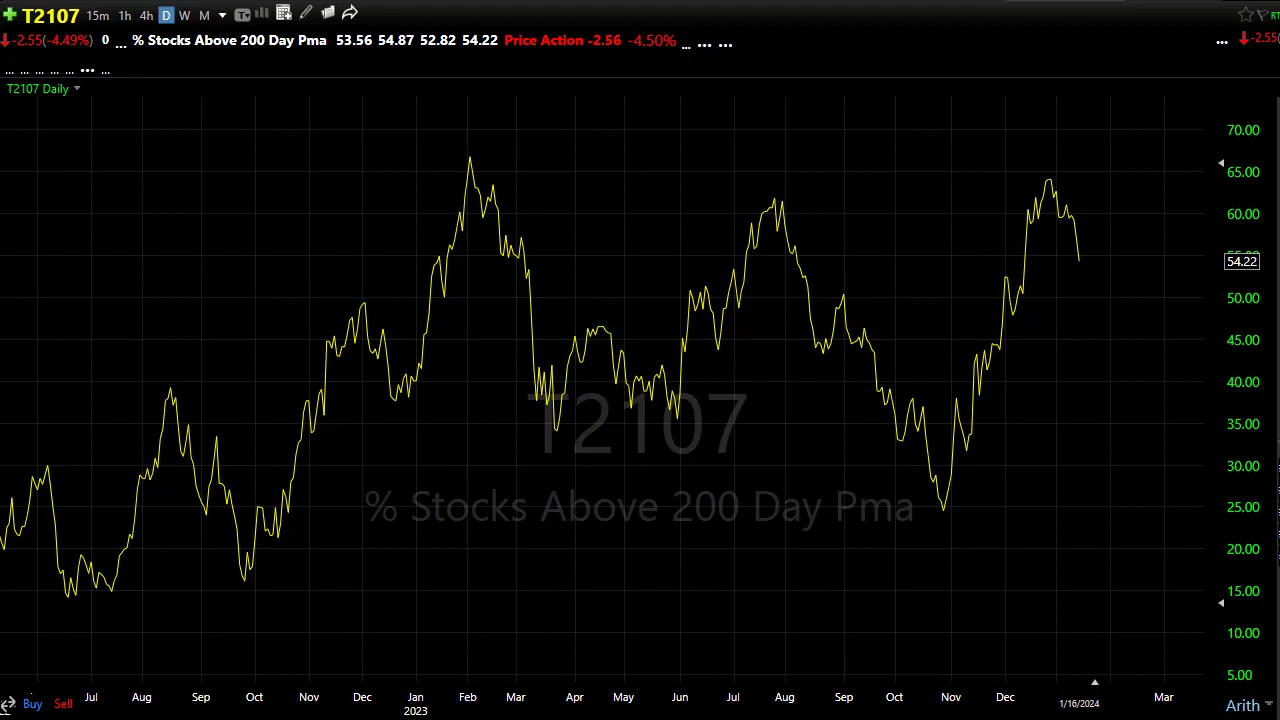 T2107 15m 1h 4h D W M T RT
-2.55(-4.49%) 0 ... % Stocks Above 200 Day Pma 53.56 54.87 52.82 54.22 Price Action -2.56 -4.50% ... ... ... ... -2.55(
... ... ... ... ... ... ...
T2107 Daily
70.00
65.00
60.00
54.22
50.00
45.00
40.00
T2107
35.00
30.00
% Stocks Above 200 Day Pma
25.00
20.00
15.00
10.00
5.00
Jul Aug Sep Oct Nov Dec Jan Feb Mar Apr May Jun Jul Aug Sep Oct Nov Dec 1/16/2024 Mar
2023
Buy Sell Arith